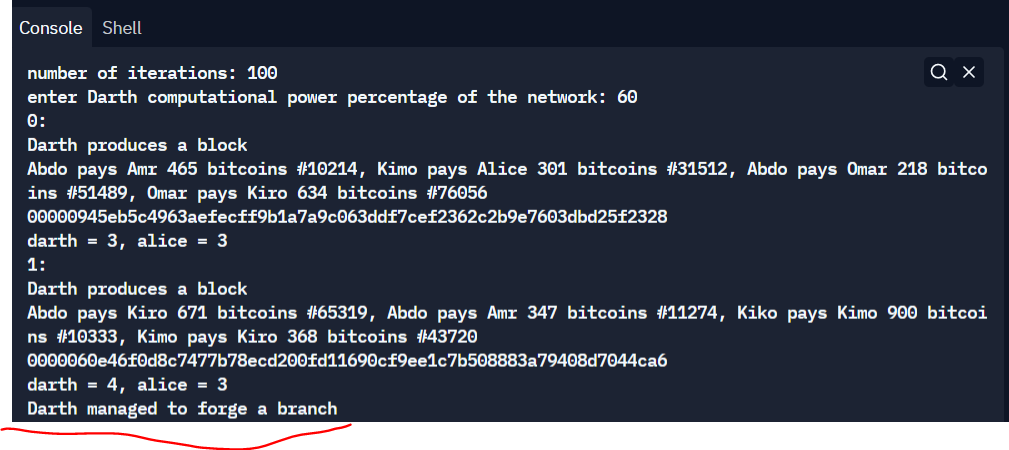 Console Shell
number of iterations: 100
enter Darth computational power percentage of the network: 60
0:
Darth produces a block
Abdo pays Amr 465 bitcoins #10214, Kimo pays Alice 301 bitcoins #31512, Abdo pays Omar 218 bitco
ins #51489, Omar pays Kiro 634 bitcoins #76056
00000945eb5c4963aefecff9b1a7a9c063ddf7cef2362c2b9e7603dbd25f2328
darth = 3, alice = 3
1:
Darth produces a block
Abdo pays Kiro 671 bitcoins #65319, Abdo pays Amr 347 bitcoins #11274, Kiko pays Kimo 900 bitcoi
ns #10333, Kimo pays Kiro 368 bitcoins #43720
0000060e46f0d8c7477b78ecd200fd11690cf9ee1c7b508883a79408d7044ca6
darth = 4, alice = 3
Darth managed to forge a branch